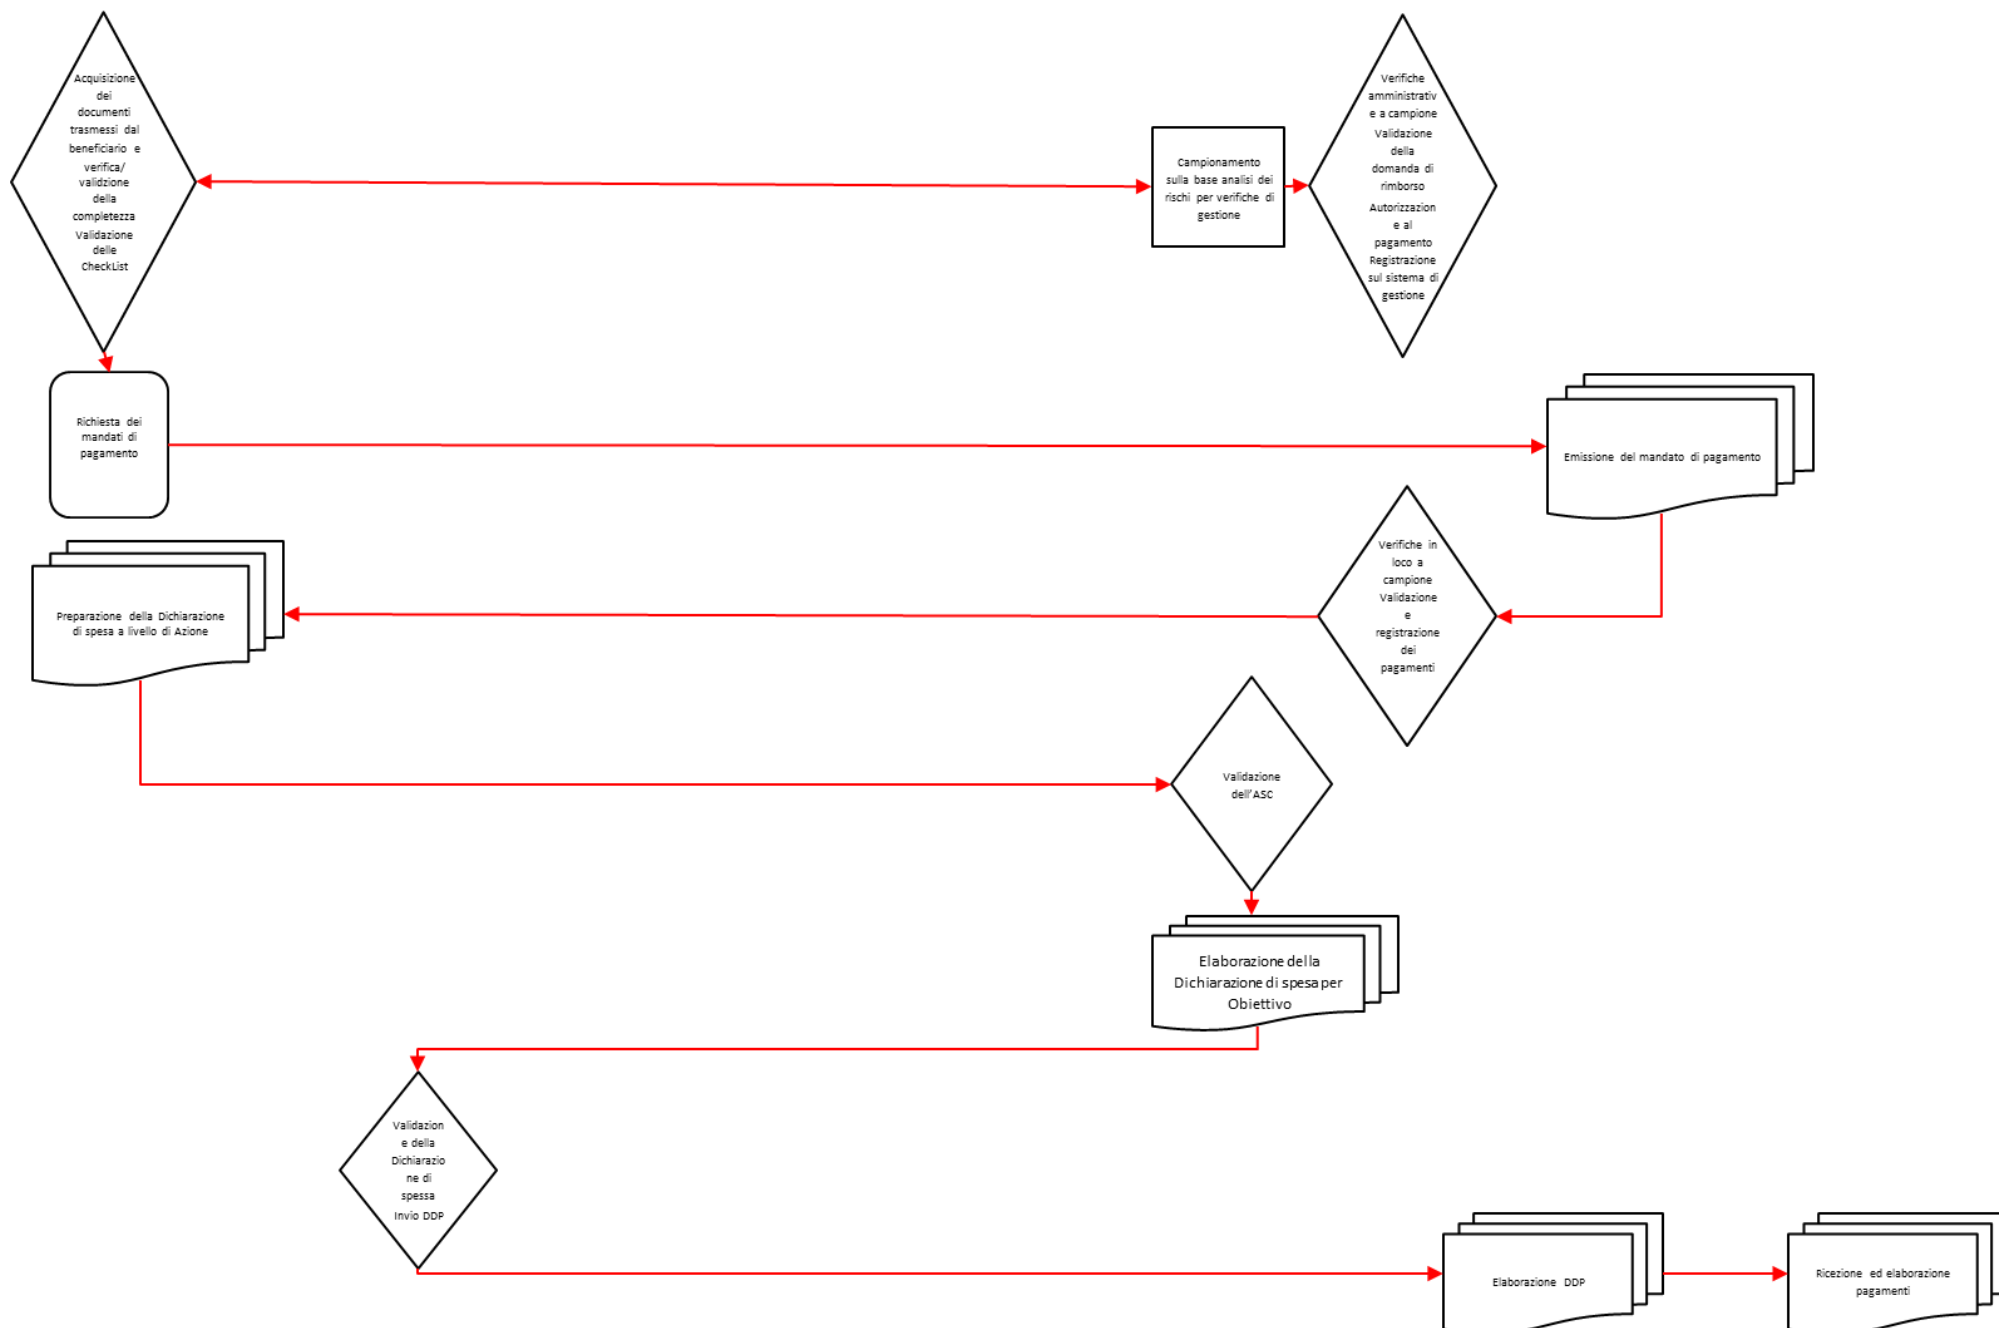 Acquisizione
dei
documenti
trasmessi dal
beneficiario e
verifica/
validzione
della
completezza
Validazione
delle
CheckList
Campionamento
sulla base analisi dei
rischi per verifiche di
gestione
Verifiche
amministrativ
e a campione
Validazione
della
domanda di
rimborso
Autorizzazion
e al
pagamento
Registrazione
sul sistema di
gestione
Richiesta dei
mandati di
pagamento
Emissione del mandato di pagamento
Verifiche in
loco a
campione
Validazione
e
registrazione
dei
pagamenti
Preparazione della Dichiarazione
di spesa a livello di Azione
Validazione
dell'ASC
Elaborazione della
Dichiarazione di spesa per
Obiettivo
Validazion
e della
Dichiarazio
ne di
spessa
Invio DDP
Elaborazione DDP
Ricezione ed elaborazione
pagamenti